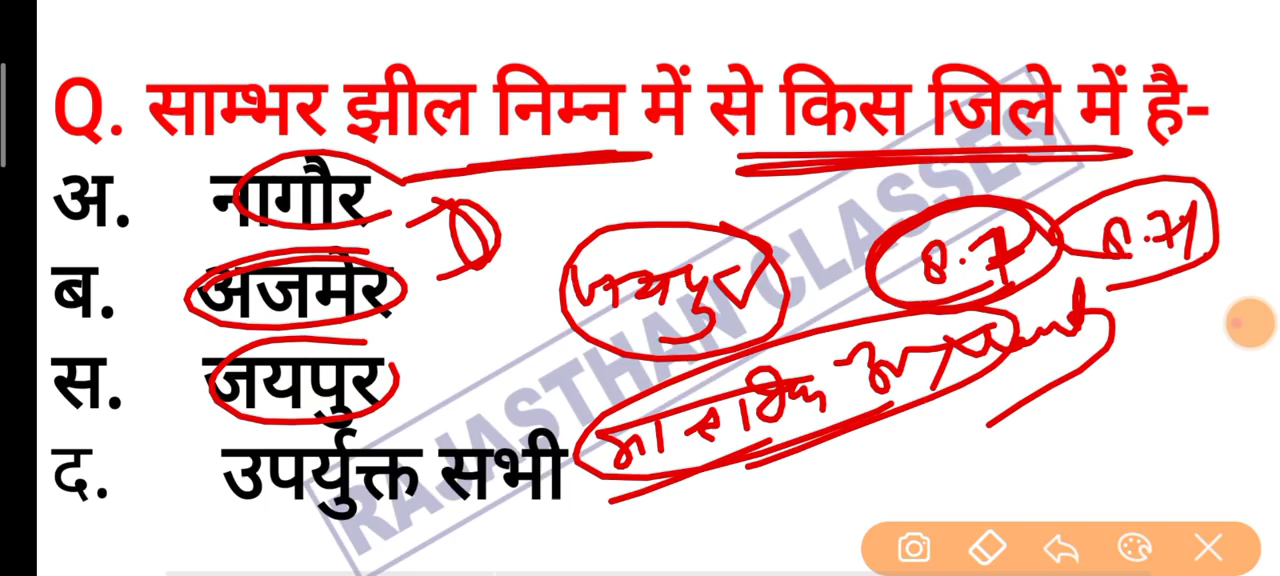 Q. साम्भर झील निम्न में से किस जिले में है-
अ. नागौर
ब. अजमेर
जयपुर
स. जयपुर
द. उपर्युक्त सभी
RAJASTHAN CLASSES